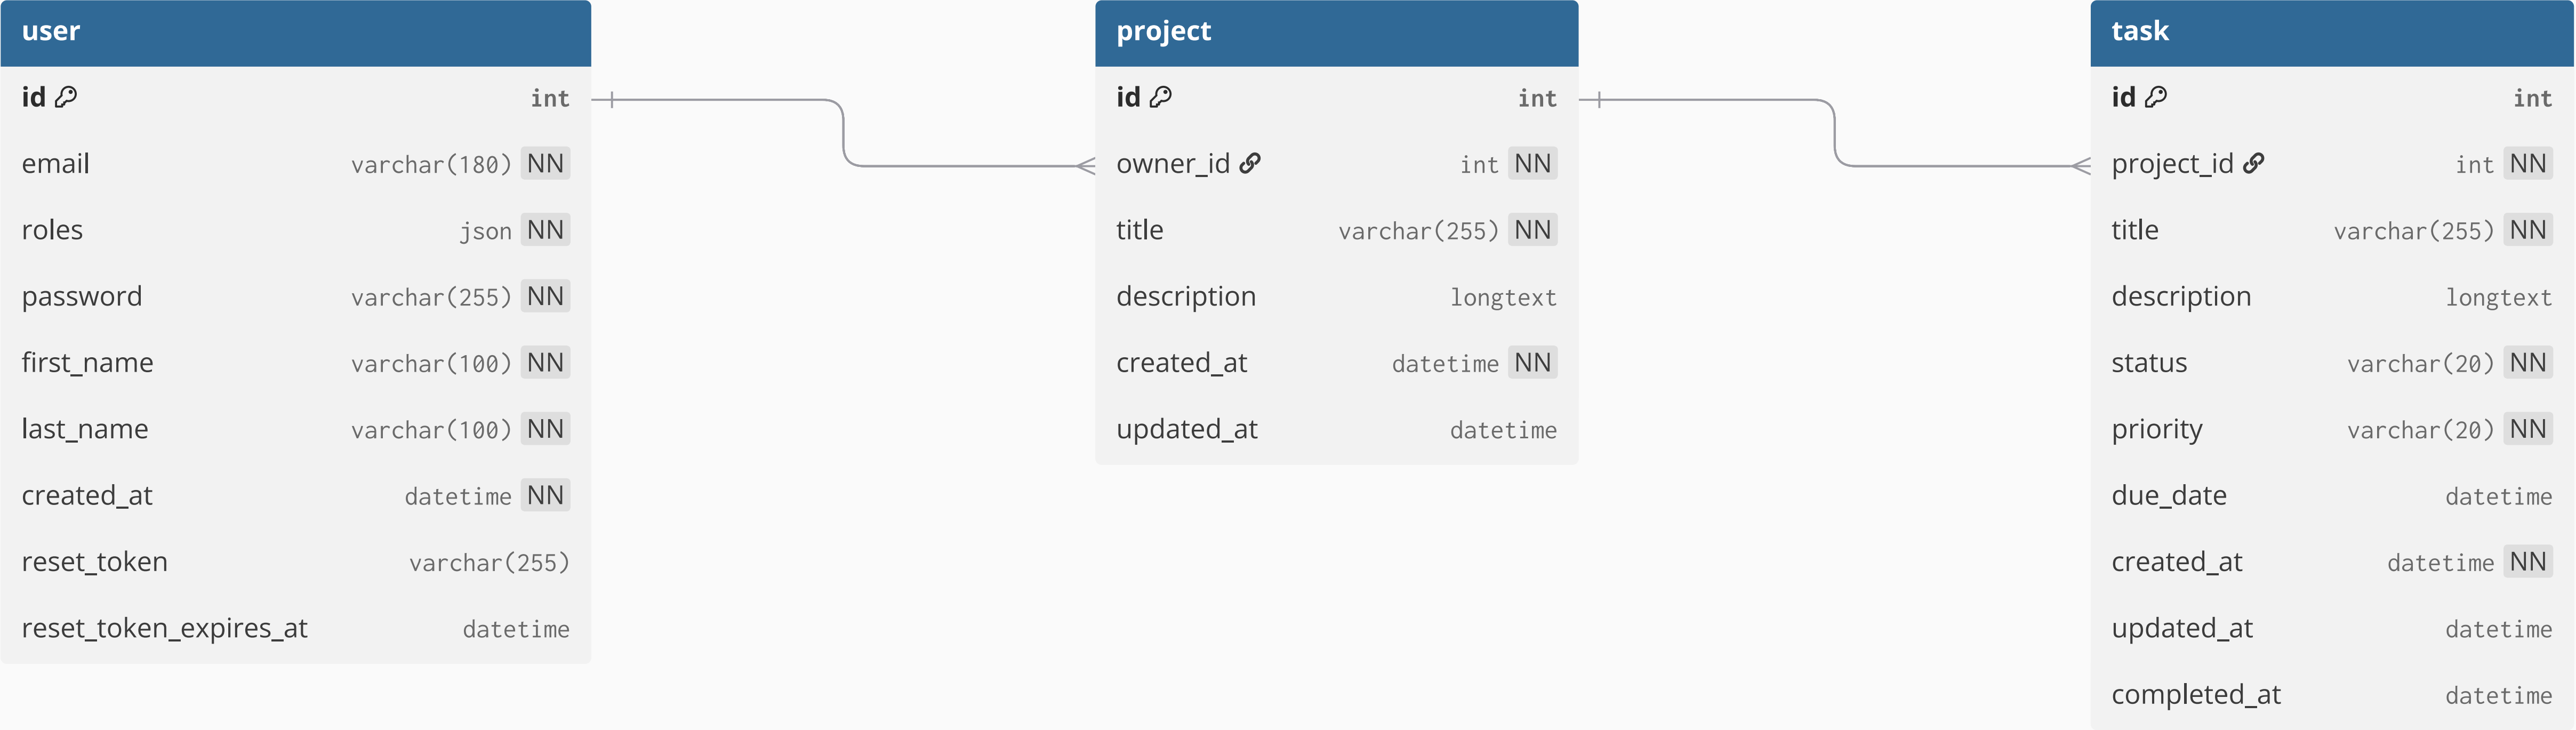 user
id int
email varchar(180) NN
roles json NN
password varchar(255) NN
first_name varchar(100) NN
last_name varchar(100) NN
created_at datetime NN
reset_token varchar(255)
reset_token_expires_at datetime
project
id int
owner_id int NN
title varchar(255) NN
description longtext
created_at datetime NN
updated_at datetime
task
id int
project_id int NN
title varchar(255) NN
description longtext
status varchar(20) NN
priority varchar(20) NN
due_date datetime
created_at datetime NN
updated_at datetime
completed_at datetime